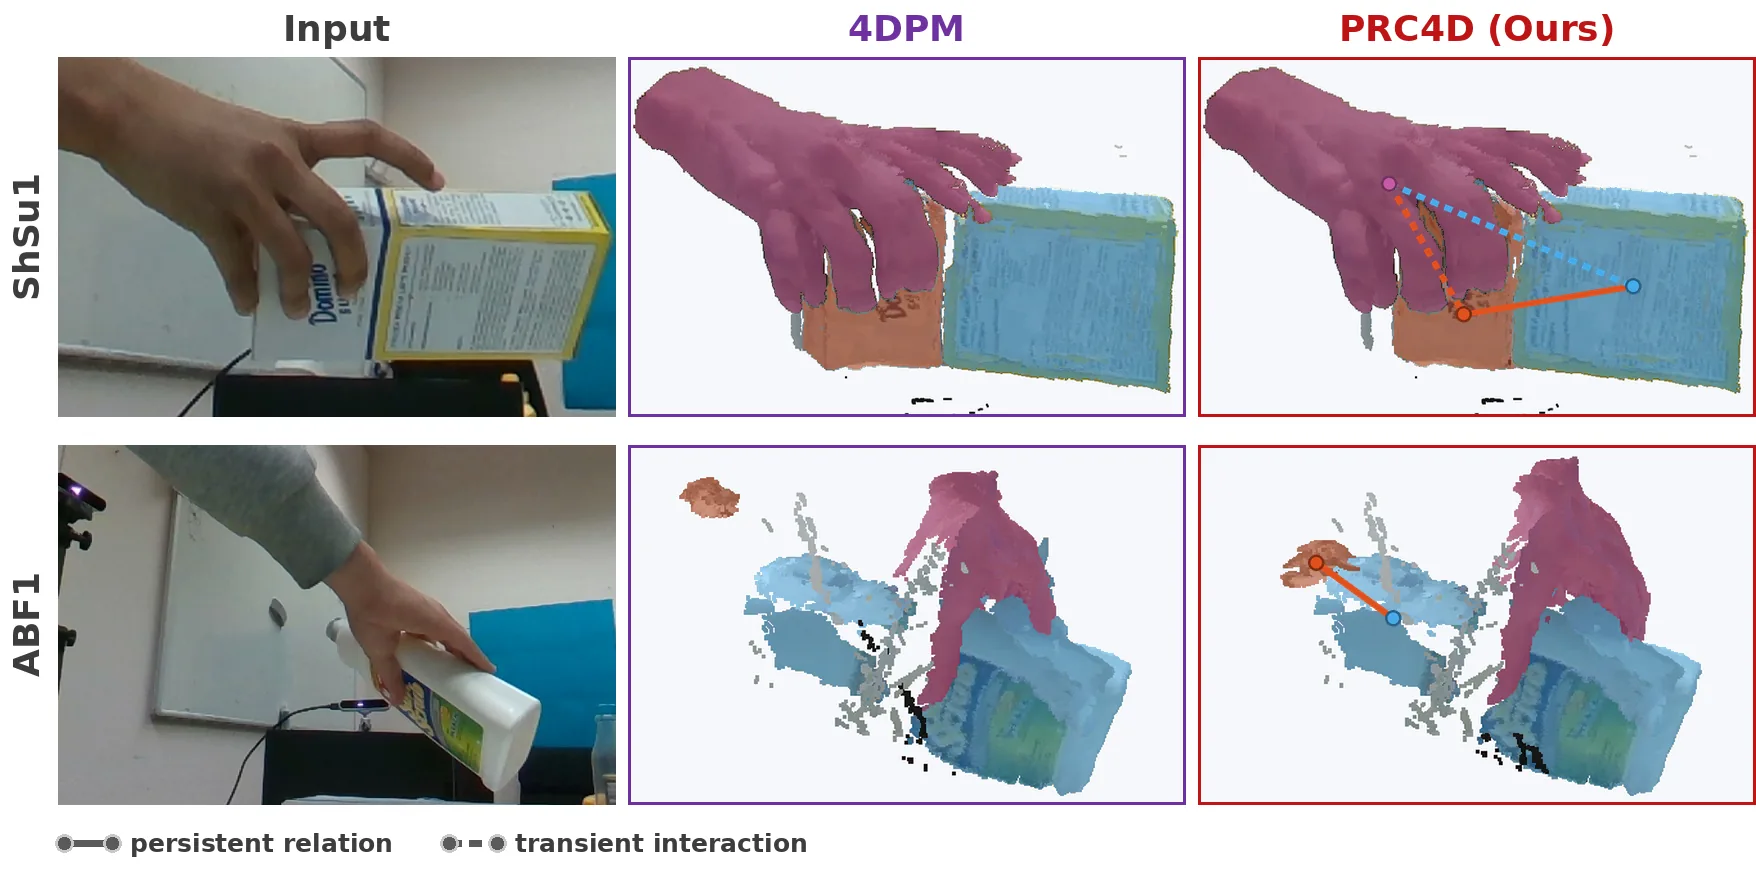 Input
4DPM
PRC4D (Ours)
ShSu1
Domino
ABF1
persistent relation
transient interaction